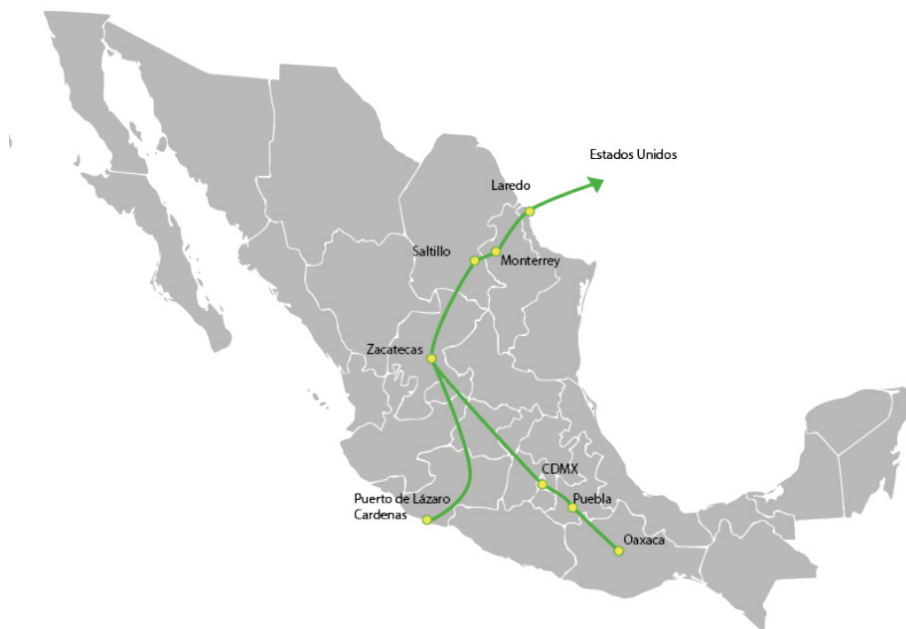 Estados Unidos
Laredo
Saltillo
Monterrey
Zacatecas
CDMX
Puerto de Lázaro
Cardenas
Puebla
Oaxaca